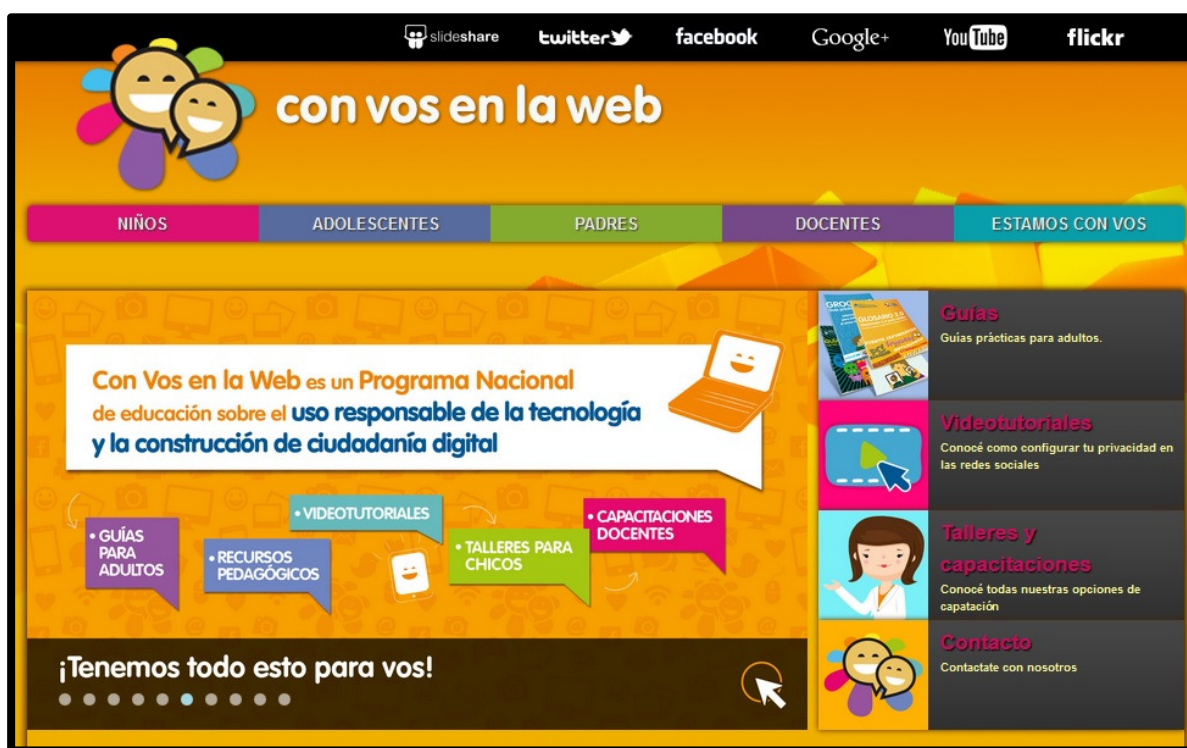 slideshare twitter facebook Google+ YouTube flickr
con vos en la web
NIÑOS ADOLESCENTES PADRES DOCENTES ESTAMOS CON VOS
Con Vos en la Web es un Programa Nacional
de educación sobre el uso responsable de la tecnología
y la construcción de ciudadanía digital
• GUÍAS
PARA
ADULTOS
• RECURSOS
PEDAGÓGICOS
• VIDEOTUTORIALES
• TALLERES PARA
CHICOS
• CAPACITACIONES
DOCENTES
¡Tenemos todo esto para vos!
GLOSARIO 2.0
Guías
Guías prácticas para adultos.
Videotutoriales
Conocé como configurar tu privacidad en
las redes sociales
Talleres y
capacitaciones
Conocé todas nuestras opciones de
capatación
Contacto
Contactate con nosotros